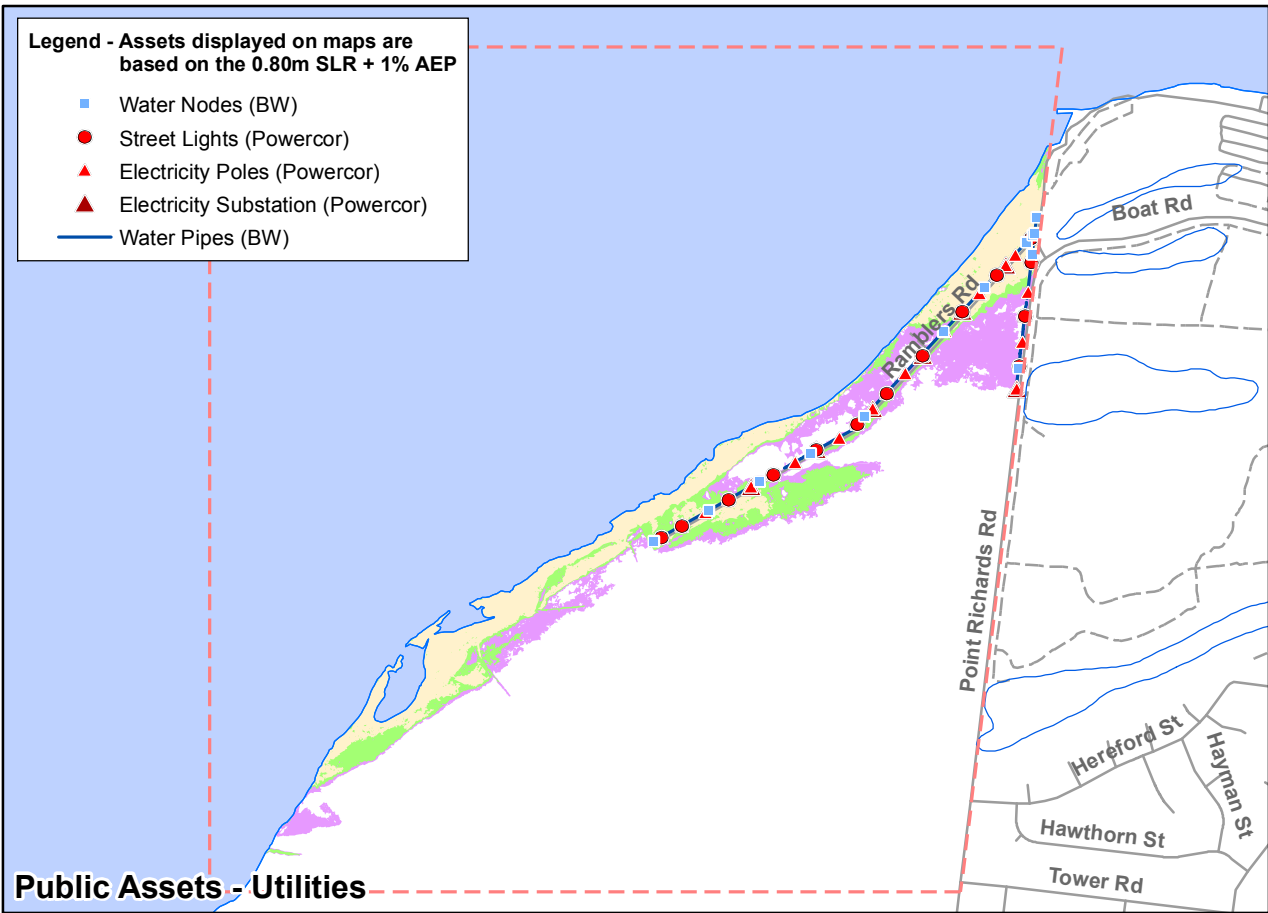 Legend - Assets displayed on maps are
based on the 0.80m SLR + 1% AEP
Water Nodes (BW)
Street Lights (Powercor)
Electricity Poles (Powercor)
Electricity Substation (Powercor)
Water Pipes (BW)
Boat Rd
Ramblers Rd
Point Richards Rd
Hereford St
Hayman St
Hawthorn St
Tower Rd
Public Assets - Utilities